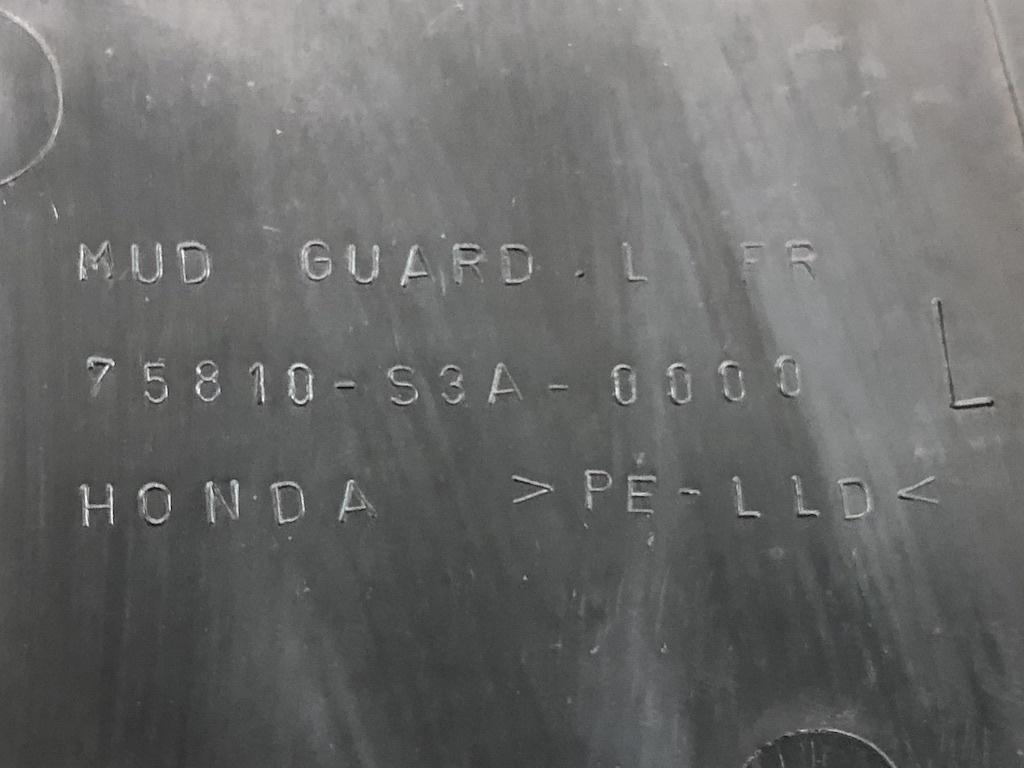 MUD GUARD. L FR
75810-S3A-0000
L
HONDA >PE-LLD<